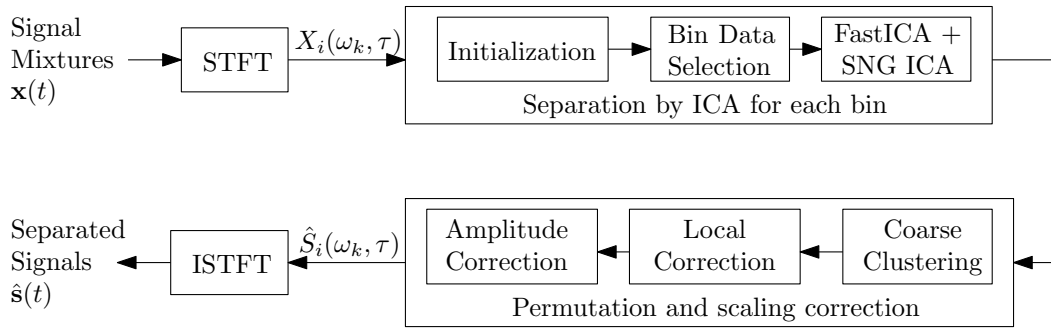 Signal
Mixtures
x(t)
STFT
X_i(ω_k, τ)
Initialization
Bin Data
Selection
FastICA +
SNG ICA
Separation by ICA for each bin
Separated
Signals
ŝ(t)
ISTFT
Ŝ_i(ω_k, τ)
Amplitude
Correction
Local
Correction
Coarse
Clustering
Permutation and scaling correction